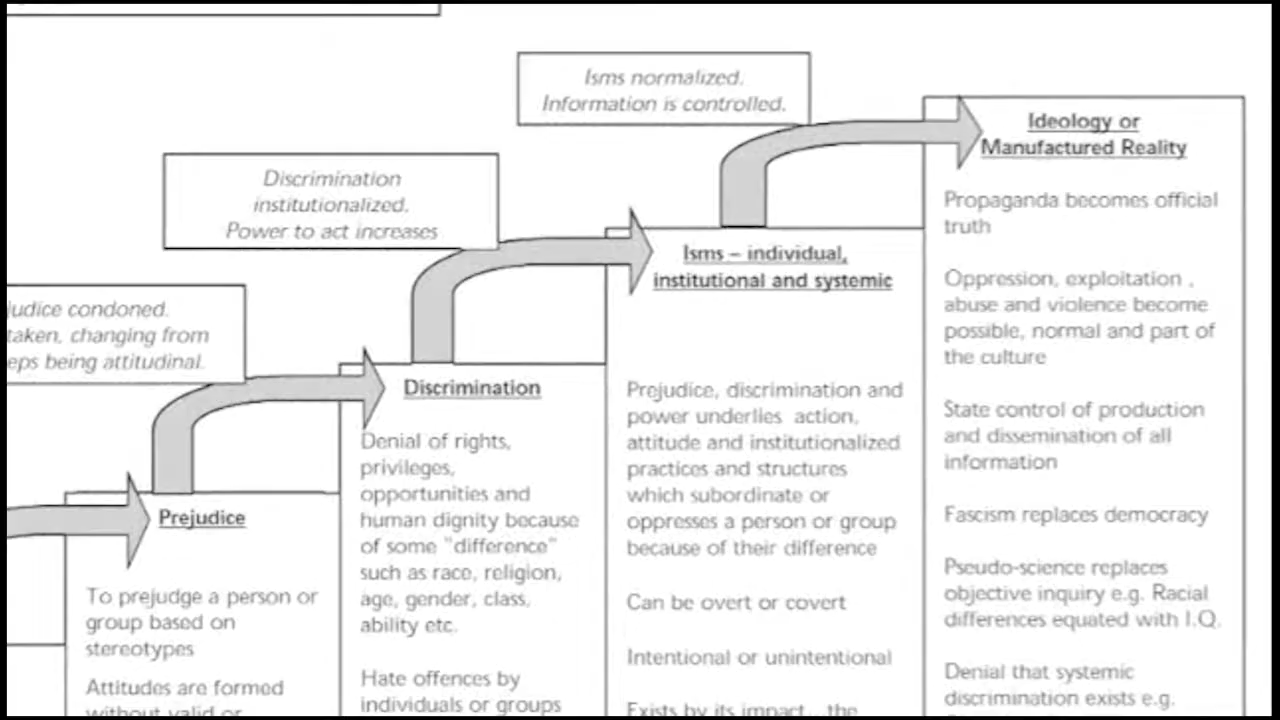 Isms normalized.
Information is controlled.
Ideology or
Manufactured Reality
Propaganda becomes official
truth
Oppression, exploitation ,
abuse and violence become
possible, normal and part of
the culture
State control of production
and dissemination of all
information
Fascism replaces democracy
Pseudo-science replaces
objective inquiry e.g. Racial
differences equated with I.Q.
Denial that systemic
discrimination exists e.g.
Discrimination
institutionalized.
Power to act increases
Isms – individual,
institutional and systemic
Prejudice, discrimination and
power underlies action,
attitude and institutionalized
practices and structures
which subordinate or
oppresses a person or group
because of their difference
Can be overt or covert
Intentional or unintentional
Exists by its impact...the
judice condoned.
taken, changing from
eps being attitudinal.
Discrimination
Denial of rights,
privileges,
opportunities and
human dignity because
of some "difference"
such as race, religion,
age, gender, class,
ability etc.
Hate offences by
individuals or groups
Prejudice
To prejudge a person or
group based on
stereotypes
Attitudes are formed
without valid or